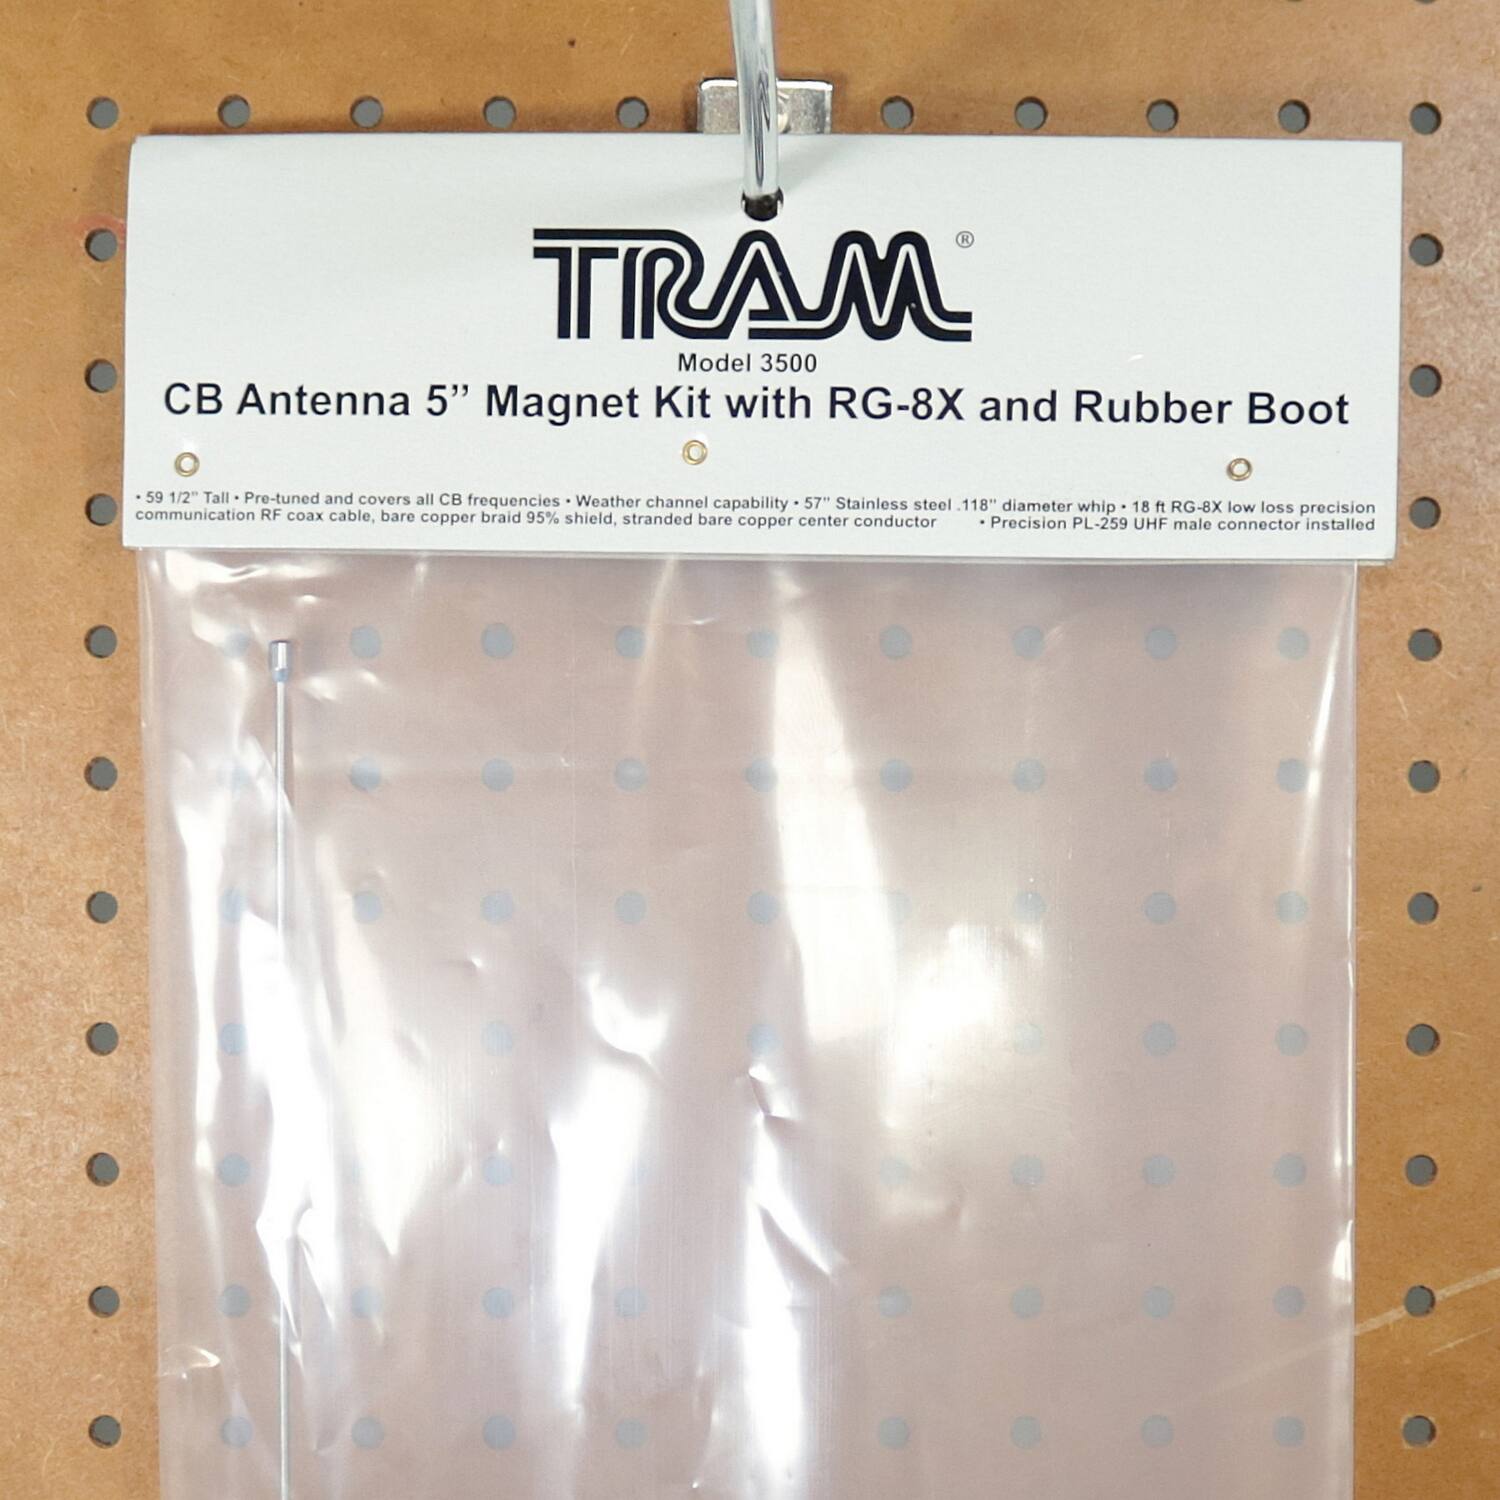 TRAM®
Model 3500
CB Antenna 5” Magnet Kit with RG-8X and Rubber Boot
• 59 1/2" Tall • Pre-tuned and covers all CB frequencies • Weather channel capability • 57" Stainless steel .118" diameter whip • 18 ft RG-8X low loss precision
communication RF coax cable, bare copper braid 95% shield, stranded bare copper center conductor • Precision PL-259 UHF male connector installed